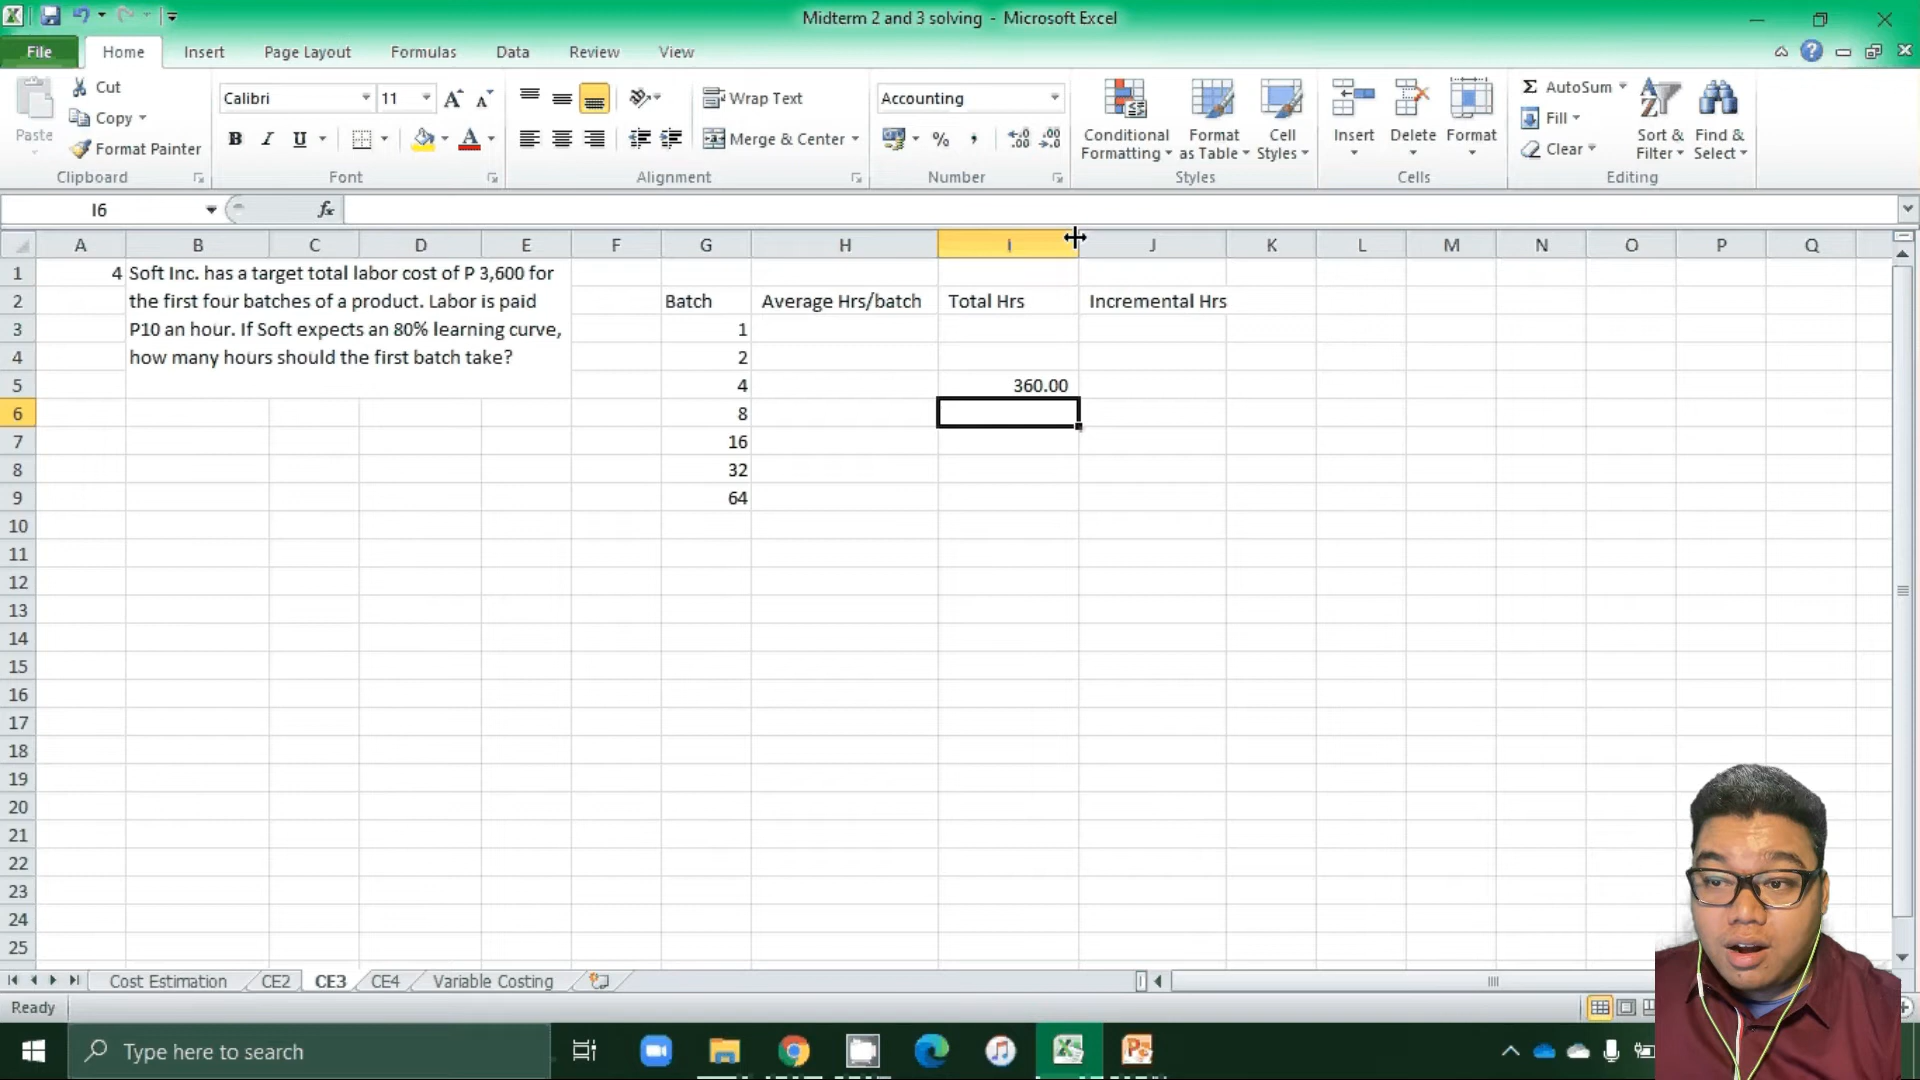 Midterm 2 and 3 solving - Microsoft Excel
File Home Insert Page Layout Formulas Data Review View
Paste
Cut
Copy
Format Painter
Clipboard
Calibri 11
B I U A
Font
Wrap Text
Merge & Center
Alignment
Accounting
%
Number
Conditional Formatting
Format as Table
Cell Styles
Styles
Insert Delete Format
Cells
Σ AutoSum
Fill
Clear
Sort & Filter
Find & Select
Editing
I6 fx
A B C D E F G H I J K L M N O P Q
1 4 Soft Inc. has a target total labor cost of P 3,600 for
2 the first four batches of a product. Labor is paid Batch Average Hrs/batch Total Hrs Incremental Hrs
3 P10 an hour. If Soft expects an 80% learning curve, 1
4 how many hours should the first batch take? 2
5 4 360.00
6 8
7 16
8 32
9 64
10
11
12
13
14
15
16
17
18
19
20
21
22
23
24
25
Cost Estimation CE2 CE3 CE4 Variable Costing
Ready
Type here to search